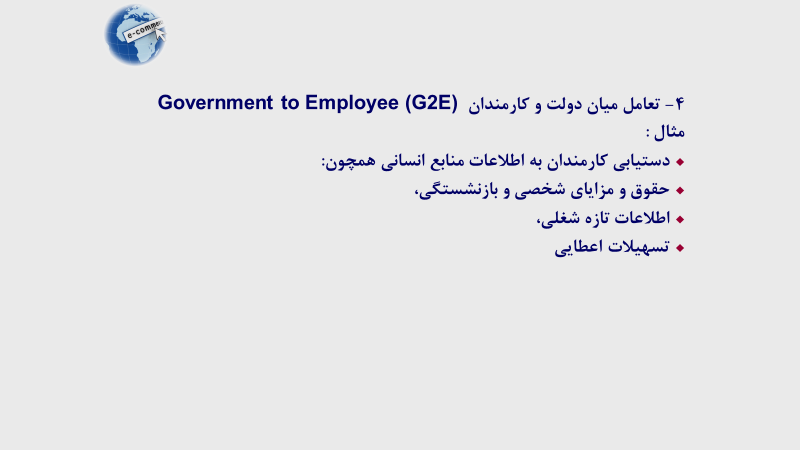 e-comme
۴- تعامل میان دولت و کارمندان Government to Employee (G2E)
مثال :
دستیابی کارمندان به اطلاعات منابع انسانی همچون:
حقوق و مزایای شخصی و بازنشستگی،
اطلاعات تازه شغلی،
تسهیلات اعطایی